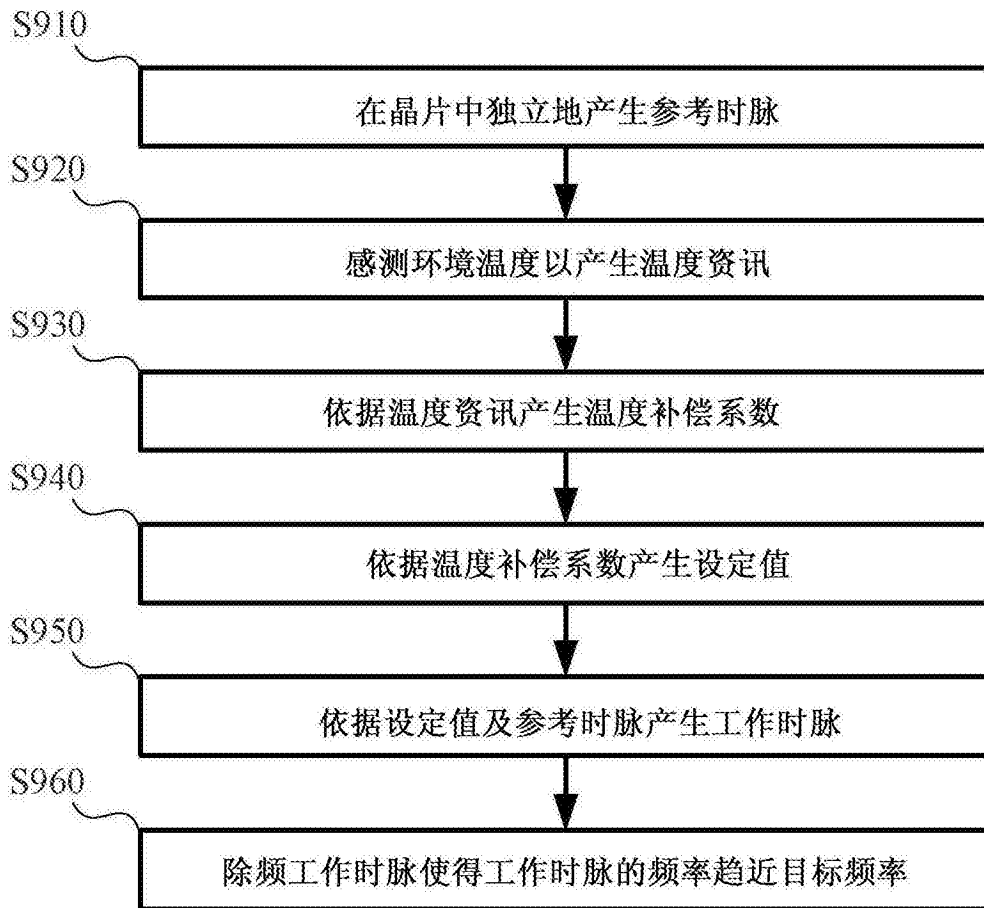 S910
在晶片中独立地产生参考时脉
S920
感测环境温度以产生温度资讯
S930
依据温度资讯产生温度补偿系数
S940
依据温度补偿系数产生设定值
S950
依据设定值及参考时脉产生工作时脉
S960
除频工作时脉使得工作时脉的频率趋近目标频率